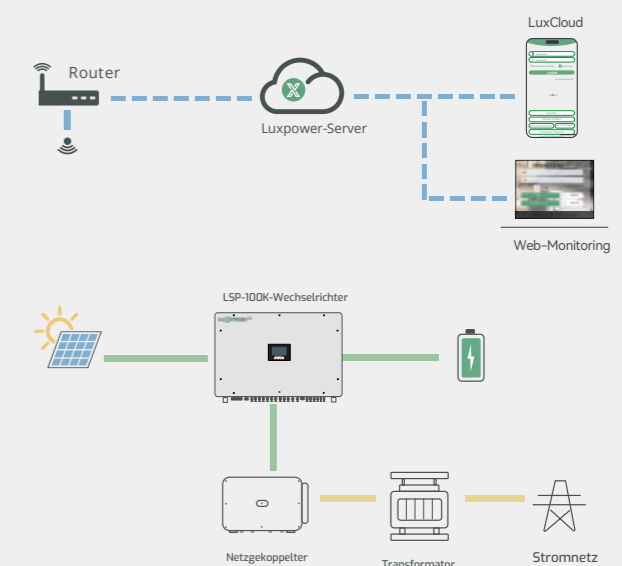 LuxCloud
Router
Luxpower-Server
Web-Monitoring
LSP-100K-Wechselrichter
Netzgekoppelter
Transformator
Stromnetz